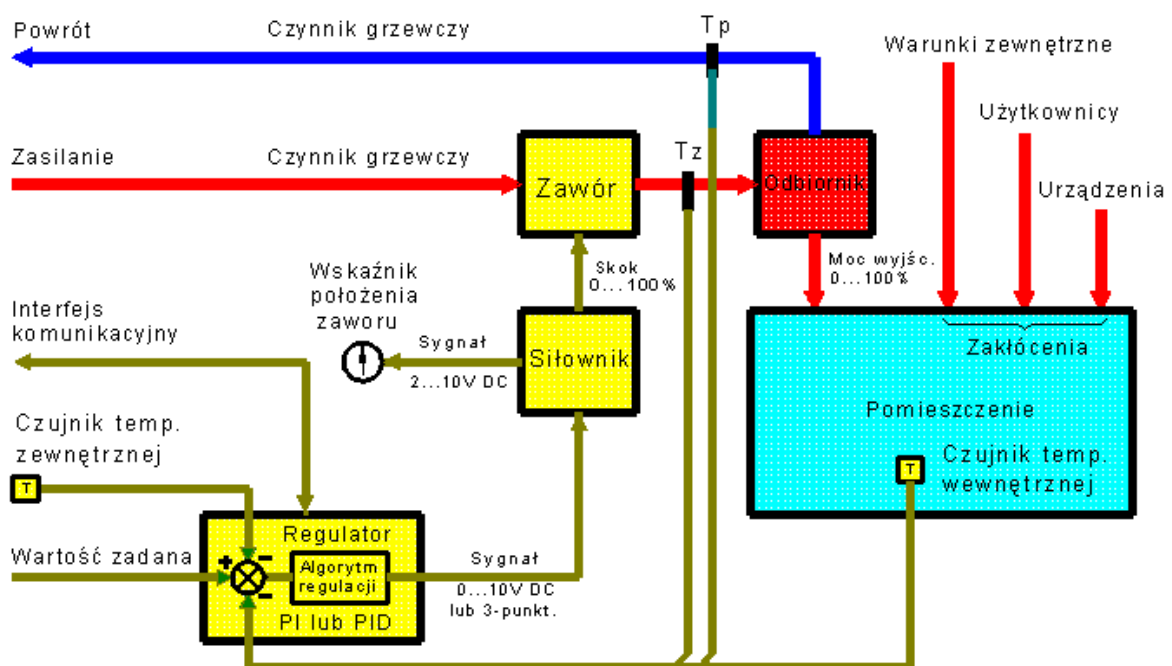 Powrót
Czynnik grzewczy
Tp
Warunki zewnętrzne
Użytkownicy
Zasilanie
Czynnik grzewczy
Tz
Zawór
Odbiornik
Urządzenia
Skok
0...100%
Moc wyjśc.
0...100%
Wskaźnik
położenia
zaworu
Interfejs
komunikacyjny
Sygnał
2...10V DC
Siłownik
Zakłócenia
Pomieszczenie
Czujnik temp.
zewnętrznej
T
T
Czujnik temp.
wewnętrznej
Regulator
Wartość zadana
+
−
−
Algorytm
regulacji
PI lub PID
Sygnał
0...10V DC
lub 3-punkt.